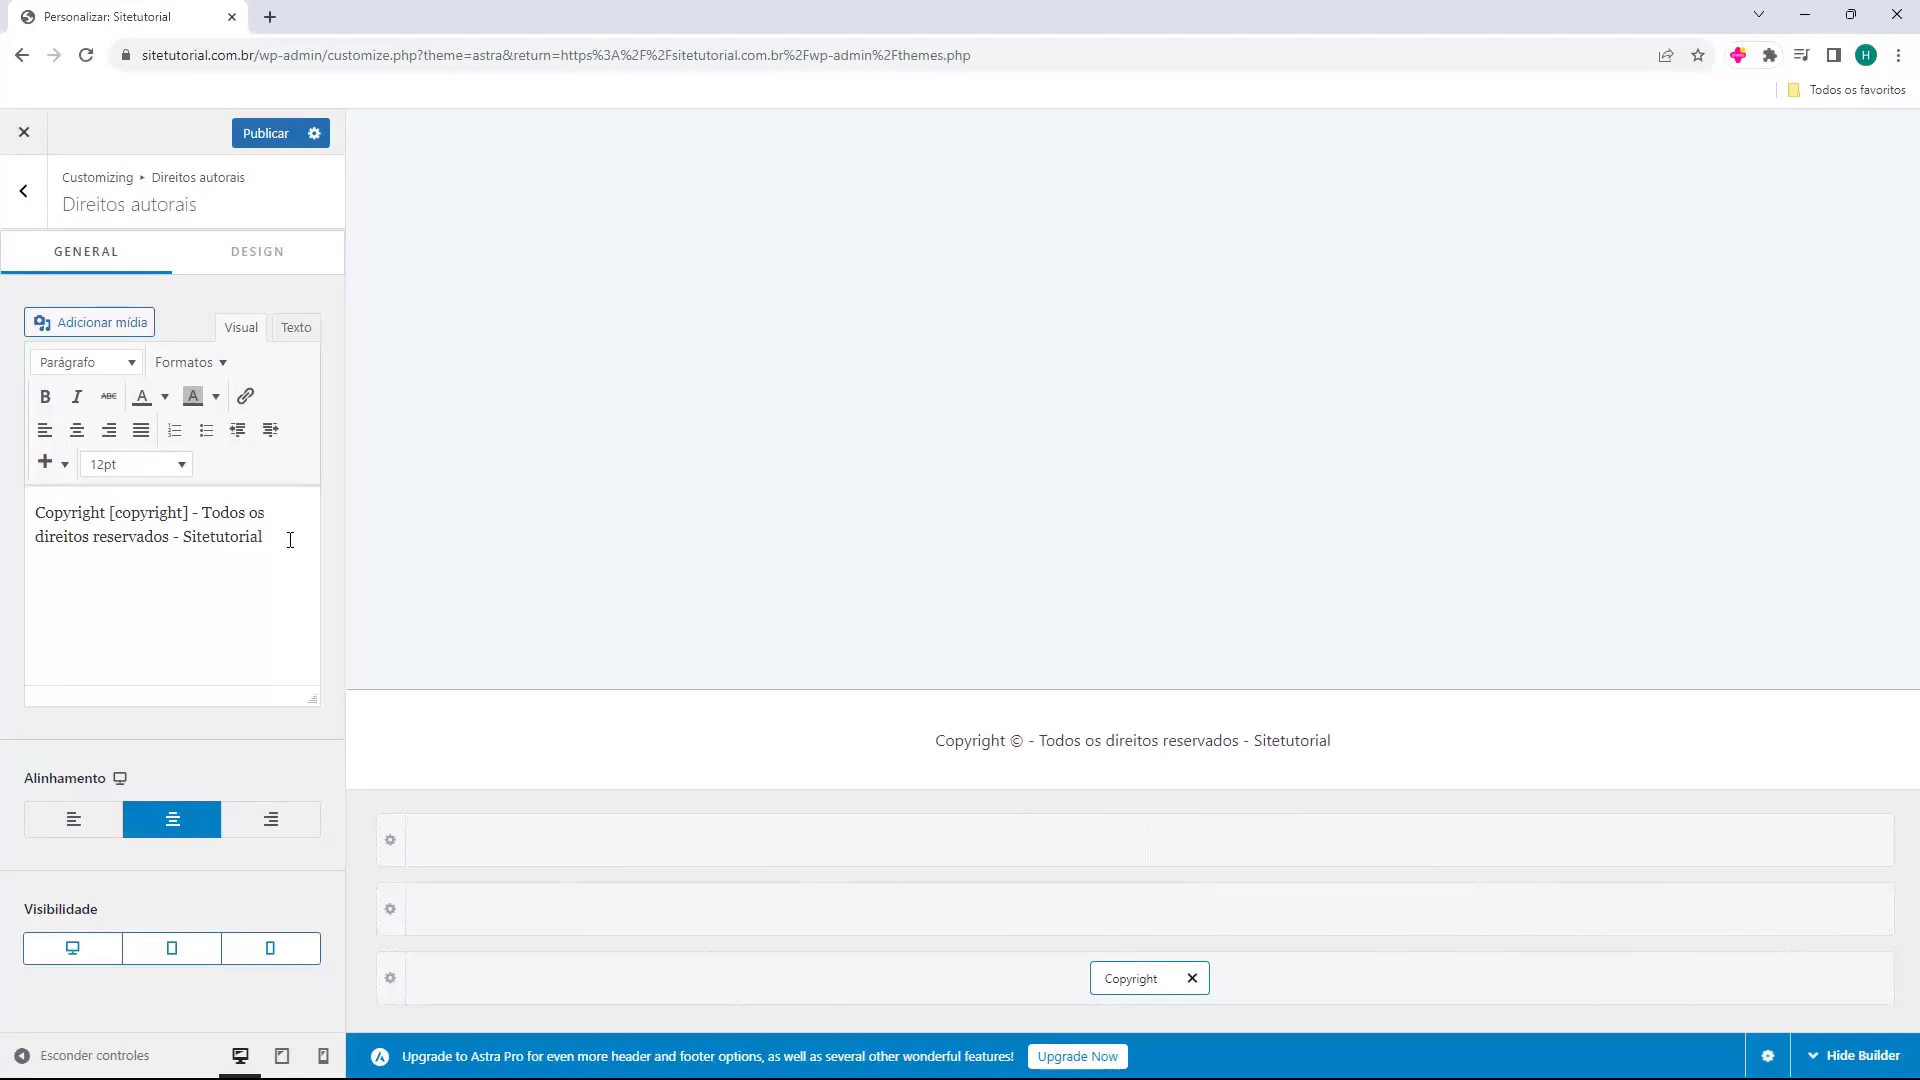 Personalizar: Sitetutorial
sitetutorial.com.br/wp-admin/customize.php?theme=astra&return=https%3A%2F%2Fsitetutorial.com.br%2Fwp-admin%2Fthemes.php
H
Todos os favoritos
Publicar
Customizing ▸ Direitos autorais
Direitos autorais
GENERAL DESIGN
Adicionar mídia
Visual Texto
Parágrafo Formatos
B I ABC A A
12pt
Copyright [copyright] - Todos os
direitos reservados - Sitetutorial
Copyright © - Todos os direitos reservados - Sitetutorial
Alinhamento
Visibilidade
Copyright
Esconder controles
Upgrade to Astra Pro for even more header and footer options, as well as several other wonderful features! Upgrade Now
Hide Builder